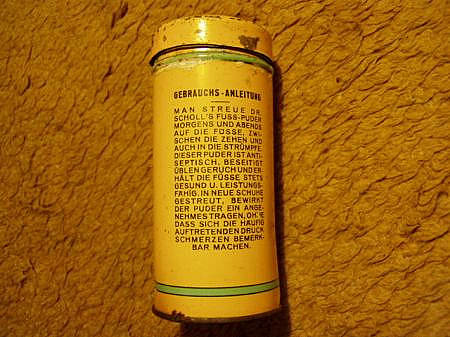 GEBRAUCHS-ANLEITUNG
MAN STREUE DR.
SCHOLL'S FUSS-PUDER
MORGENS UND ABENDS
AUF DIE FÜSSE, ZWI-
SCHEN DIE ZEHEN UND
AUCH IN DIE STRÜMPFE.
DIESER PUDER IST ANTI-
SEPTISCH, BESEITIGT
ÜBLEN GERUCH UND ER-
HÄLT DIE FÜSSE STETS
GESUND U. LEISTUNGS-
FÄHIG. IN NEUE SCHUHE
GESTREUT, BEWIRKT
DER PUDER EIN ANGE-
NEHMES TRAGEN,
DASS SICH DIE HÄUFIG
AUFTRETENDEN DRUCK
SCHMERZEN BEMERK-
BAR MACHEN.